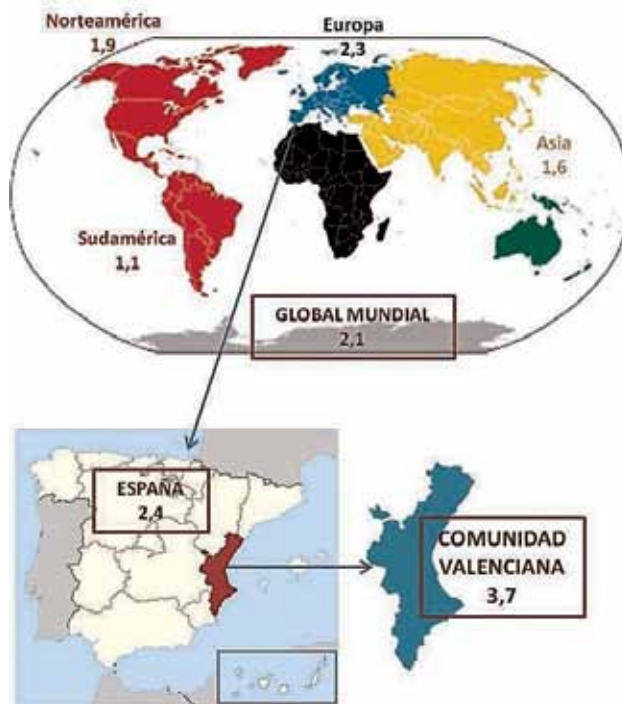 Norteamérica
1,9
Europa
2,3
Asia
1,6
Sudamérica
1,1
GLOBAL MUNDIAL
2,1
ESPAÑA
2,4
COMUNIDAD
VALENCIANA
3,7